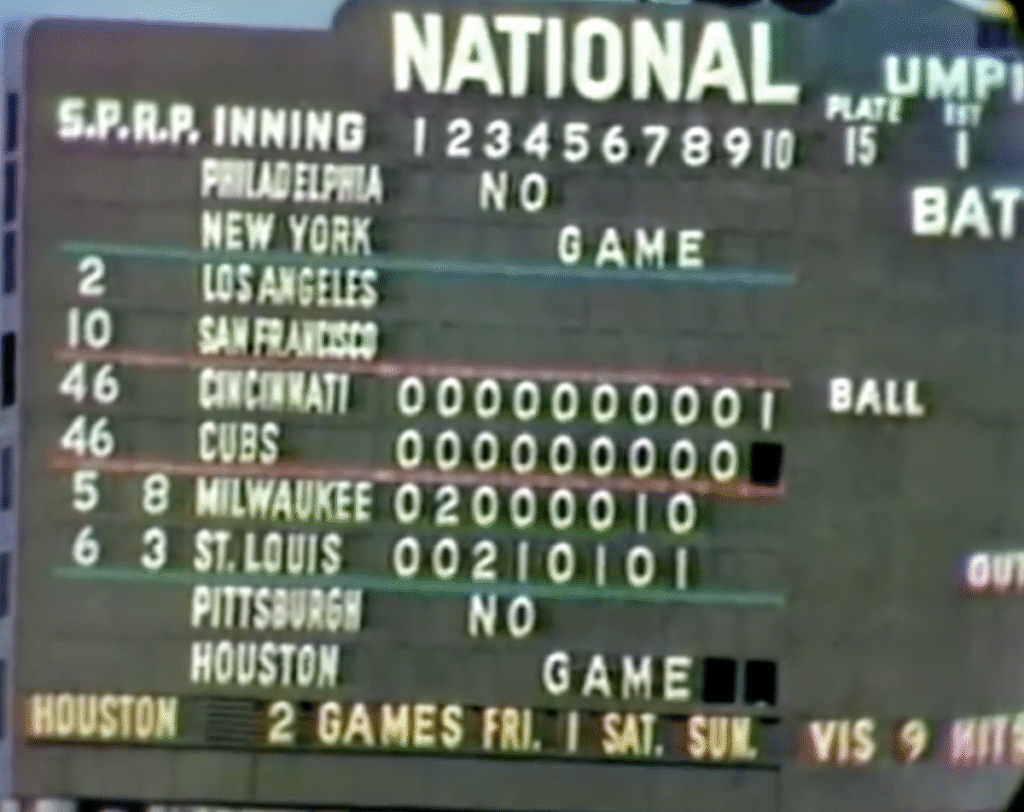 NATIONAL
UMPI
PLATE 1ST
S.P. R.P. INNING 1 2 3 4 5 6 7 8 9 10 15 1
PHILADELPHIA NO
BAT
NEW YORK GAME
2 LOS ANGELES
10 SAN FRANCISCO
46 CINCINNATI 0 0 0 0 0 0 0 0 0 1 BALL
46 CUBS 0 0 0 0 0 0 0 0 0
5 8 MILWAUKEE 0 2 0 0 0 0 1 0
6 3 ST. LOUIS 0 0 2 1 0 1 0 1
OUT
PITTSBURGH NO
HOUSTON GAME
HOUSTON 2 GAMES FRI. 1 SAT. SUN. VIS 9 HITS